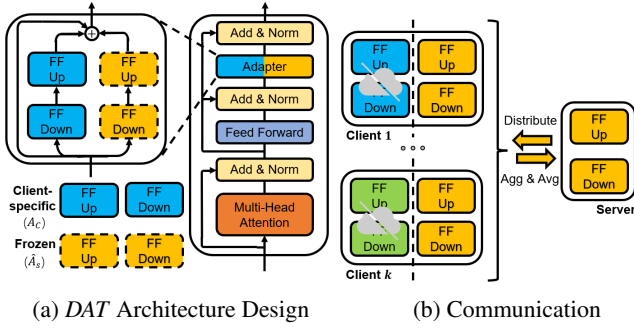 FF
Up
FF
Up
FF
Down
FF
Down
Client-
specific
(A_C)
FF
Up
FF
Down
Frozen
(Â_s)
FF
Up
FF
Down
Add & Norm
Adapter
Add & Norm
Feed Forward
Add & Norm
Multi-Head
Attention
(a) DAT Architecture Design
FF
Up
FF
Up
FF
Down
FF
Down
Client 1
FF
Up
FF
Up
FF
Down
FF
Down
Client k
Distribute
Agg & Avg
FF
Up
FF
Down
Server
(b) Communication